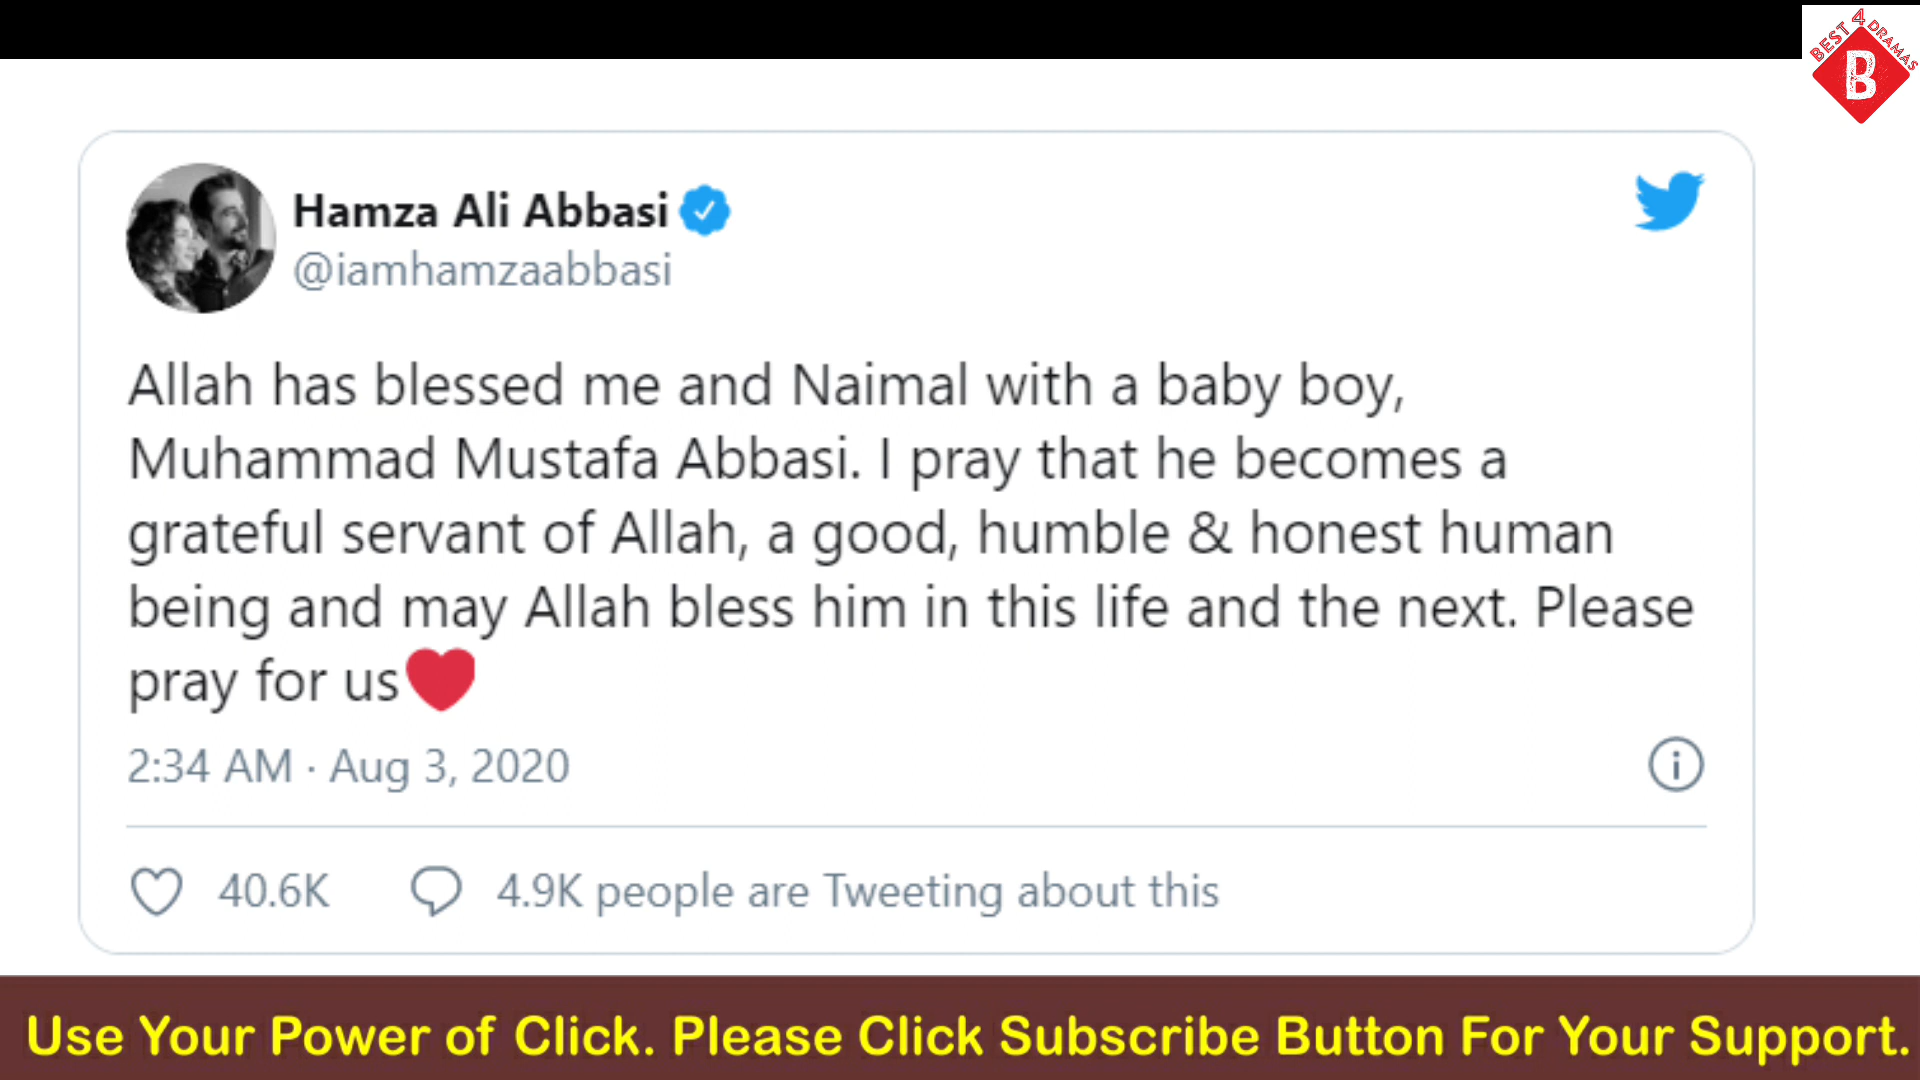 BEST 4 DRAMAS
B
Hamza Ali Abbasi
@iamhamzaabbasi
Allah has blessed me and Naimal with a baby boy,
Muhammad Mustafa Abbasi. I pray that he becomes a
grateful servant of Allah, a good, humble & honest human
being and may Allah bless him in this life and the next. Please
pray for us❤️
2:34 AM · Aug 3, 2020
40.6K 4.9K people are Tweeting about this
Use Your Power of Click. Please Click Subscribe Button For Your Support.